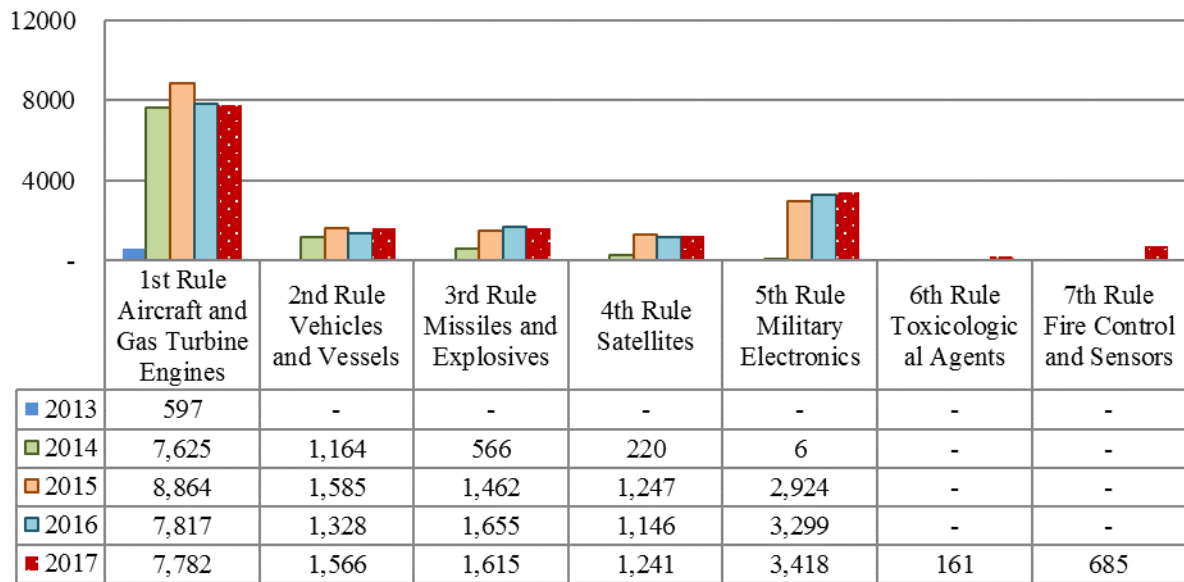 12000
8000
4000
-
1st Rule
Aircraft and
Gas Turbine
Engines
2nd Rule
Vehicles
and Vessels
3rd Rule
Missiles and
Explosives
4th Rule
Satellites
5th Rule
Military
Electronics
6th Rule
Toxicologic
al Agents
7th Rule
Fire Control
and Sensors
2013 597 - - - - - -
2014 7,625 1,164 566 220 6 - -
2015 8,864 1,585 1,462 1,247 2,924 - -
2016 7,817 1,328 1,655 1,146 3,299 - -
2017 7,782 1,566 1,615 1,241 3,418 161 685